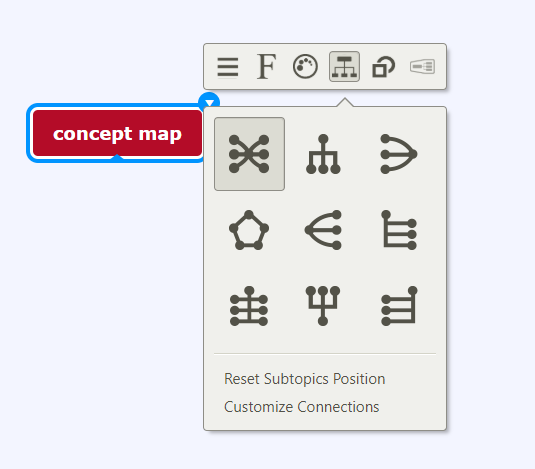 F
concept map
Reset Subtopics Position
Customize Connections